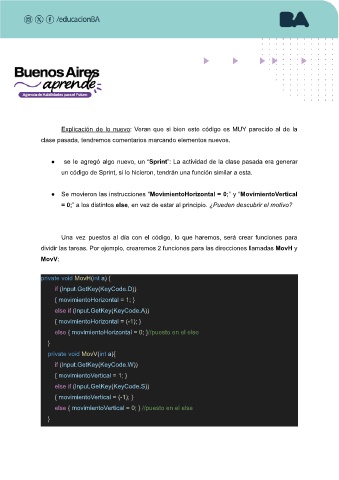 /educacionBA
BA
Buenos Aires
aprende
Agencia de Habilidades para el Futuro
Explicación de lo nuevo: Veran que si bien este código es MUY parecido al de la
clase pasada, tendremos comentarios marcando elementos nuevos.
● se le agregó algo nuevo, un "Sprint": La actividad de la clase pasada era generar
un código de Sprint, si lo hicieron, tendrán una función similar a esta.
● Se movieron las instrucciones "MovimientoHorizontal = 0;" y "MovimientoVertical
= 0;" a los distintos else, en vez de estar al principio. ¿Pueden descubrir el motivo?
Una vez puestos al día con el código, lo que haremos, será crear funciones para
dividir las tareas. Por ejemplo, crearemos 2 funciones para las direcciones llamadas MovH y
MovV:
private void MovH(int a) {
if (Input.GetKey(KeyCode.D))
{ movimientoHorizontal = 1; }
else if (Input.GetKey(KeyCode.A))
{ movimientoHorizontal = (-1); }
else { movimientoHorizontal = 0; }//puesto en el else
}
private void MovV(int a){
if (Input.GetKey(KeyCode.W))
{ movimientoVertical = 1; }
else if (Input.GetKey(KeyCode.S))
{ movimientoVertical = (-1); }
else { movimientoVertical = 0; } //puesto en el else
}